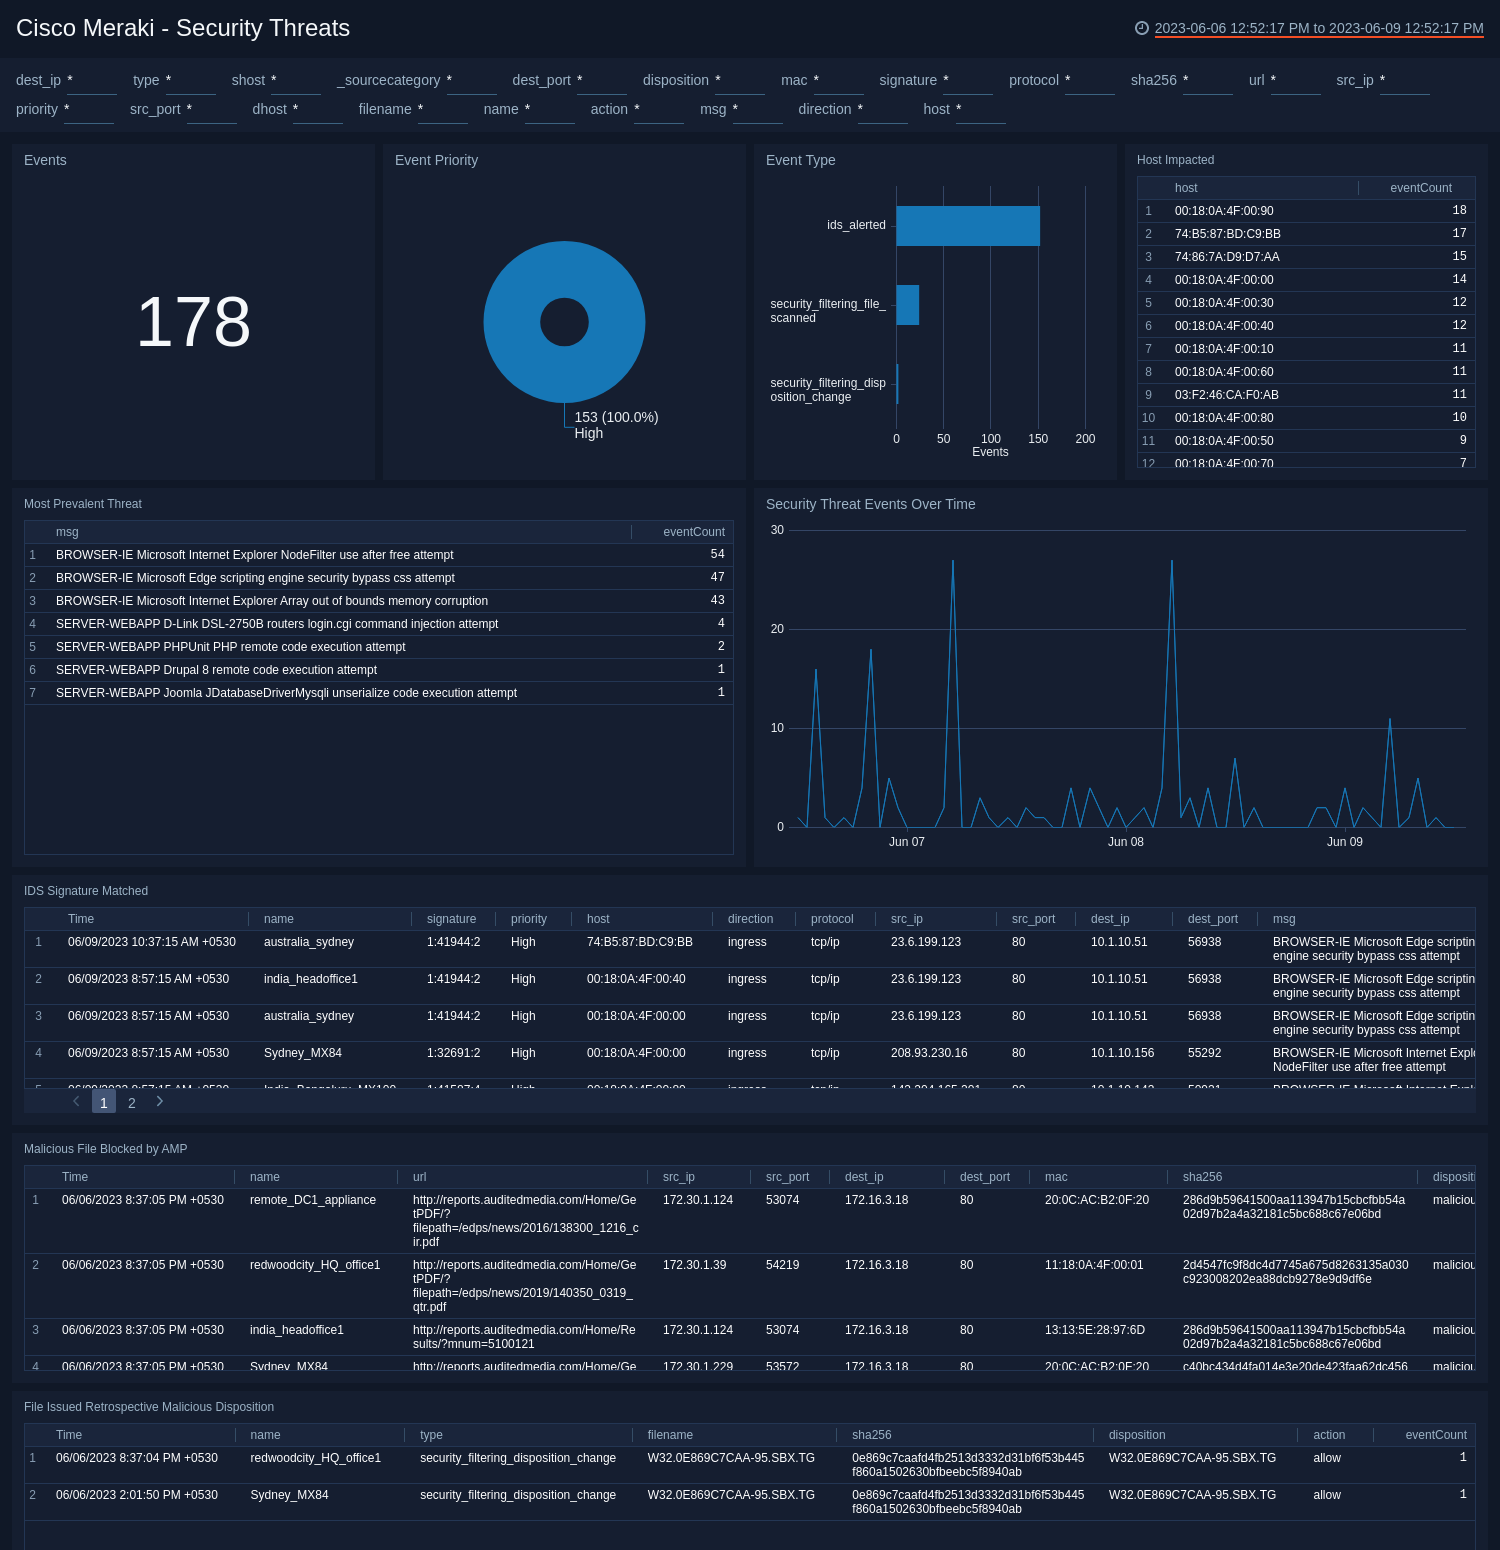 Cisco Meraki - Security Threats
2023-06-06 12:52:17 PM to 2023-06-09 12:52:17 PM
dest_ip * type * shost * _sourcecategory * dest_port * disposition * mac * signature * protocol * sha256 * url * src_ip *
priority * src_port * dhost * filename * name * action * msg * direction * host *
Events
178
Event Priority
153 (100.0%)
High
Event Type
ids_alerted
security_filtering_file_
scanned
security_filtering_disp
osition_change
0 50 100 150 200
Events
Host Impacted
host eventCount
1 00:18:0A:4F:00:90 18
2 74:B5:87:BD:C9:BB 17
3 74:86:7A:D9:D7:AA 15
4 00:18:0A:4F:00:00 14
5 00:18:0A:4F:00:30 12
6 00:18:0A:4F:00:40 12
7 00:18:0A:4F:00:10 11
8 00:18:0A:4F:00:60 11
9 03:F2:46:CA:F0:AB 11
10 00:18:0A:4F:00:80 10
11 00:18:0A:4F:00:50 9
12 00:18:0A:4F:00:70 7
Most Prevalent Threat
msg eventCount
1 BROWSER-IE Microsoft Internet Explorer NodeFilter use after free attempt 54
2 BROWSER-IE Microsoft Edge scripting engine security bypass css attempt 47
3 BROWSER-IE Microsoft Internet Explorer Array out of bounds memory corruption 43
4 SERVER-WEBAPP D-Link DSL-2750B routers login.cgi command injection attempt 4
5 SERVER-WEBAPP PHPUnit PHP remote code execution attempt 2
6 SERVER-WEBAPP Drupal 8 remote code execution attempt 1
7 SERVER-WEBAPP Joomla JDatabaseDriverMysqli unserialize code execution attempt 1
Security Threat Events Over Time
30
20
10
0
Jun 07 Jun 08 Jun 09
IDS Signature Matched
Time name signature priority host direction protocol src_ip src_port dest_ip dest_port msg
1 06/09/2023 10:37:15 AM +0530 australia_sydney 1:41944:2 High 74:B5:87:BD:C9:BB ingress tcp/ip 23.6.199.123 80 10.1.10.51 56938 BROWSER-IE Microsoft Edge scriptin
engine security bypass css attempt
2 06/09/2023 8:57:15 AM +0530 india_headoffice1 1:41944:2 High 00:18:0A:4F:00:40 ingress tcp/ip 23.6.199.123 80 10.1.10.51 56938 BROWSER-IE Microsoft Edge scriptin
engine security bypass css attempt
3 06/09/2023 8:57:15 AM +0530 australia_sydney 1:41944:2 High 00:18:0A:4F:00:00 ingress tcp/ip 23.6.199.123 80 10.1.10.51 56938 BROWSER-IE Microsoft Edge scriptin
engine security bypass css attempt
4 06/09/2023 8:57:15 AM +0530 Sydney_MX84 1:32691:2 High 00:18:0A:4F:00:00 ingress tcp/ip 208.93.230.16 80 10.1.10.156 55292 BROWSER-IE Microsoft Internet Expl
NodeFilter use after free attempt
1 2
Malicious File Blocked by AMP
Time name url src_ip src_port dest_ip dest_port mac sha256 dispositi
1 06/06/2023 8:37:05 PM +0530 remote_DC1_appliance http://reports.auditedmedia.com/Home/Ge 172.30.1.124 53074 172.16.3.18 80 20:0C:AC:B2:0F:20 286d9b59641500aa113947b15cbcfbb54a maliciou
tPDF/? 02d97b2a4a32181c5bc688c67e06bd
filepath=/edps/news/2016/138300_1216_c
ir.pdf
2 06/06/2023 8:37:05 PM +0530 redwoodcity_HQ_office1 http://reports.auditedmedia.com/Home/Ge 172.30.1.39 54219 172.16.3.18 80 11:18:0A:4F:00:01 2d4547fc9f8dc4d7745a675d8263135a030 maliciou
tPDF/? c923008202ea88dcb9278e9d9df6e
filepath=/edps/news/2019/140350_0319_
qtr.pdf
3 06/06/2023 8:37:05 PM +0530 india_headoffice1 http://reports.auditedmedia.com/Home/Re 172.30.1.124 53074 172.16.3.18 80 13:13:5E:28:97:6D 286d9b59641500aa113947b15cbcfbb54a maliciou
sults/?mnum=5100121 02d97b2a4a32181c5bc688c67e06bd
4 06/06/2023 8:37:05 PM +0530 Sydney_MX84 http://reports.auditedmedia.com/Home/Ge 172.30.1.229 53572 172.16.3.18 80 20:0C:AC:B2:0F:20 c40bc434d4fa014e3e20de423faa62dc456 maliciou
File Issued Retrospective Malicious Disposition
Time name type filename sha256 disposition action eventCount
1 06/06/2023 8:37:04 PM +0530 redwoodcity_HQ_office1 security_filtering_disposition_change W32.0E869C7CAA-95.SBX.TG 0e869c7caafd4fb2513d3332d31bf6f53b445 W32.0E869C7CAA-95.SBX.TG allow 1
f860a1502630bfbeebc5f8940ab
2 06/06/2023 2:01:50 PM +0530 Sydney_MX84 security_filtering_disposition_change W32.0E869C7CAA-95.SBX.TG 0e869c7caafd4fb2513d3332d31bf6f53b445 W32.0E869C7CAA-95.SBX.TG allow 1
f860a1502630bfbeebc5f8940ab